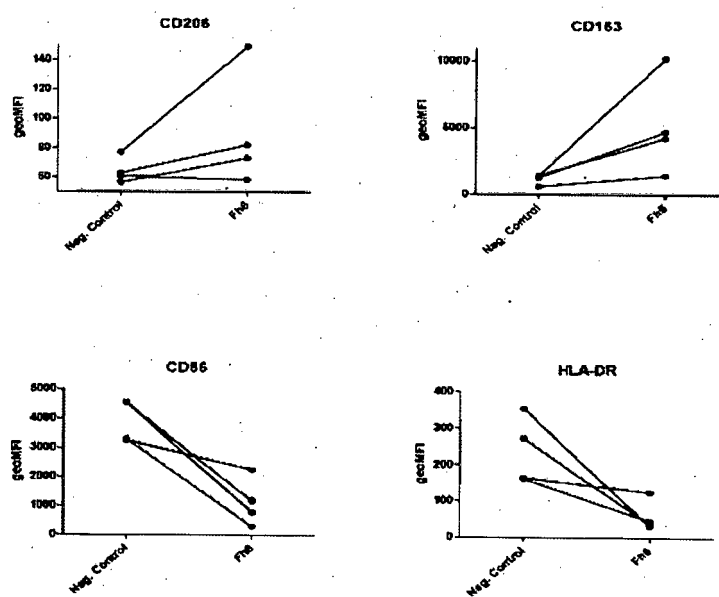 CD206
geoMFI
140
120
100
80
60
Neg. Control
Fh8
CD163
geoMFI
10000
5000
0
Neg. Control
Fh8
CD86
geoMFI
5000
4000
3000
2000
1000
0
Neg. Control
Fh8
HLA-DR
geoMFI
400
300
200
100
0
Neg. Control
Fh8